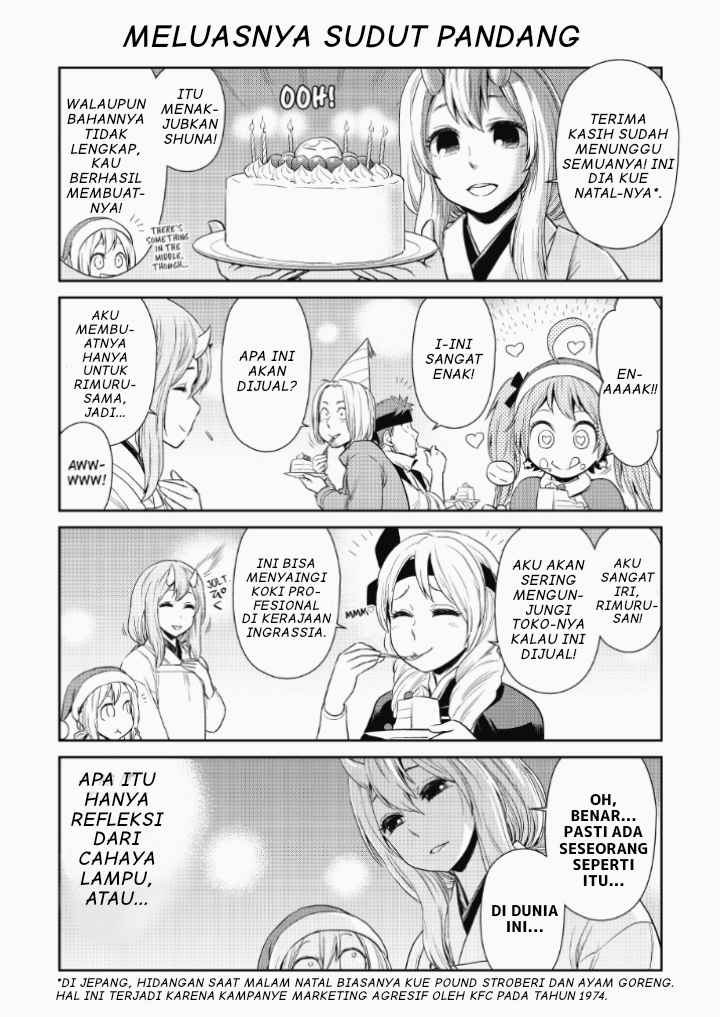 MELUASNYA SUDUT PANDANG
TERIMA
KASIH SUDAH
MENUNGGU
SEMUANYA! INI
DIA KUE
NATAL-NYA*.
OOH!
ITU
MENAK-
JUBKAN
SHUNA!
WALAUPUN
BAHANNYA
TIDAK
LENGKAP,
KAU
BERHASIL
MEMBUAT-
NYA!
THERE'S
SOMETHING
IN THE
MIDDLE,
THOUGH...
EN-
AAAAK!!
I-INI
SANGAT
ENAK!
APA INI
AKAN
DIJUAL?
AKU
MEMBU-
ATNYA
HANYA
UNTUK
RIMURU-
SAMA,
JADI...
AWW-
WWW!
AKU
SANGAT
IRI,
RIMURU-
SAN!
AKU AKAN
SERING
MENGUN-
JUNGI
TOKO-NYA
KALAU INI
DIJUAL!
MMM
INI BISA
MENYAINGI
KOKI PRO-
FESIONAL
DI KERAJAAN
INGRASSIA.
JOLT
OH,
BENAR...
PASTI ADA
SESEORANG
SEPERTI
ITU...
DI DUNIA
INI...
APA ITU
HANYA
REFLEKSI
DARI
CAHAYA
LAMPU,
ATAU...
*DI JEPANG, HIDANGAN SAAT MALAM NATAL BIASANYA KUE POUND STROBERI DAN AYAM GORENG.
HAL INI TERJADI KARENA KAMPANYE MARKETING AGRESIF OLEH KFC PADA TAHUN 1974.